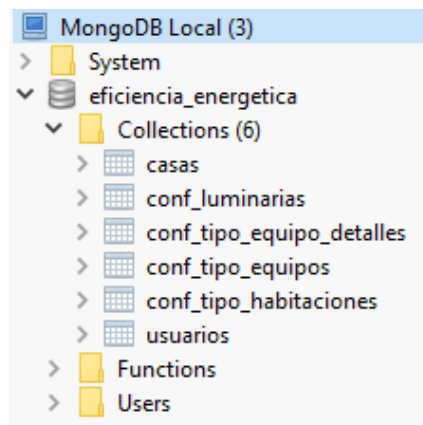 MongoDB Local (3)
System
eficiencia_energetica
Collections (6)
casas
conf_luminarias
conf_tipo_equipo_detalles
conf_tipo_equipos
conf_tipo_habitaciones
usuarios
Functions
Users